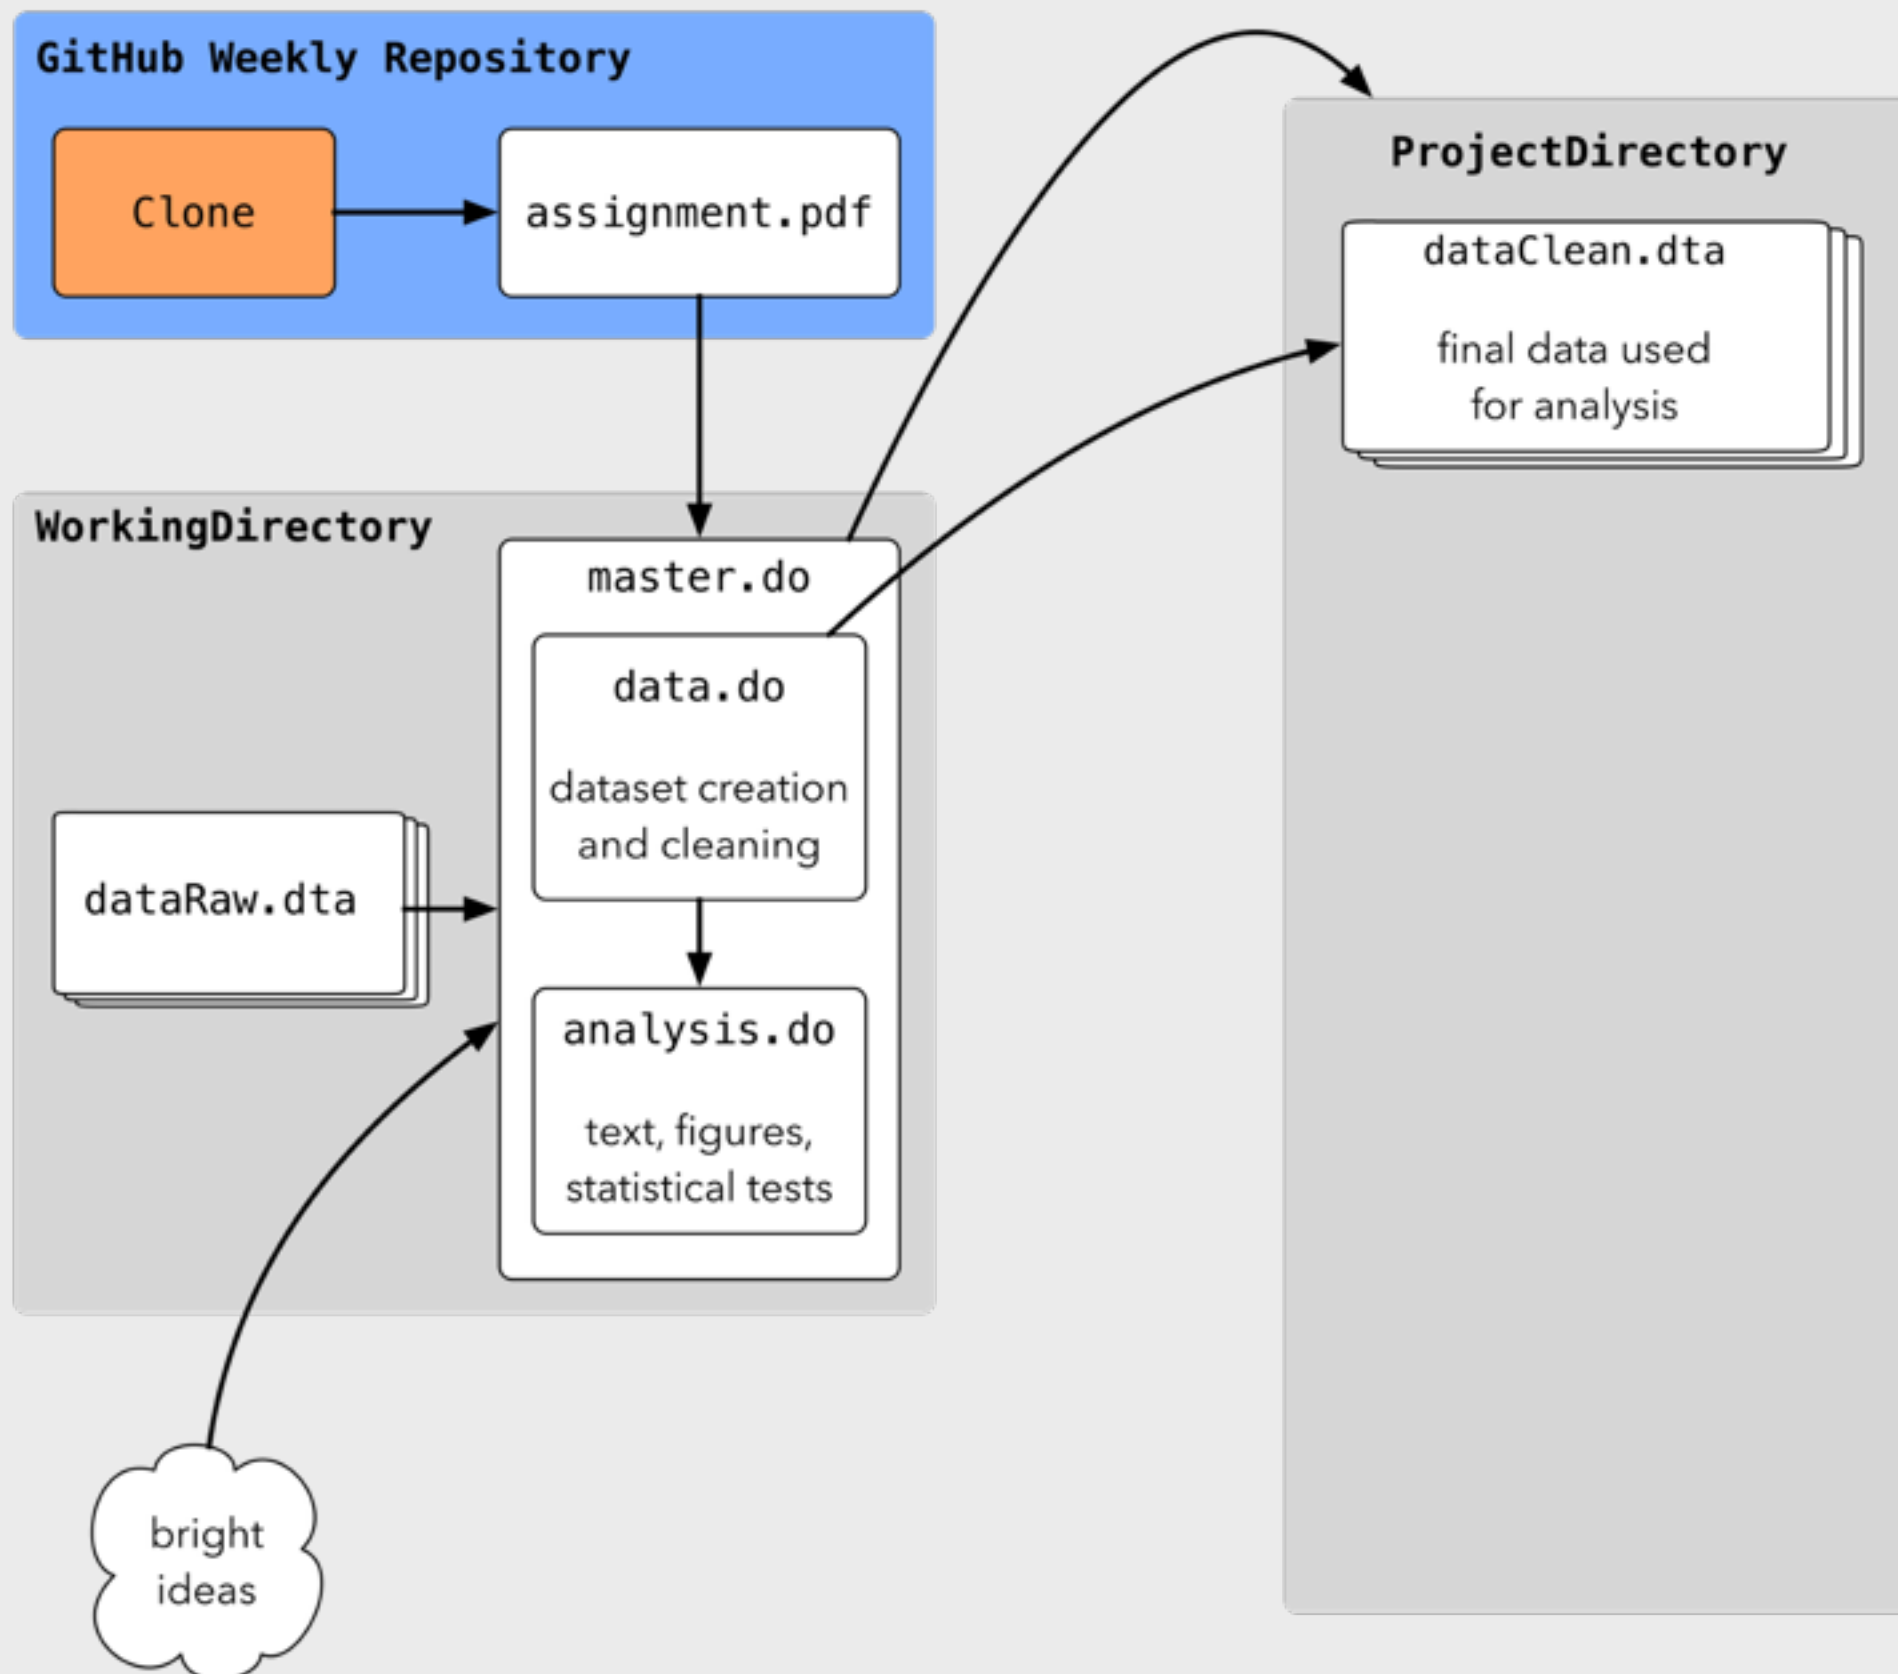 GitHub Weekly Repository
Clone
assignment.pdf
ProjectDirectory
dataClean.dta
final data used
for analysis
WorkingDirectory
master.do
data.do
dataset creation
and cleaning
dataRaw.dta
analysis.do
text, figures,
statistical tests
bright
ideas